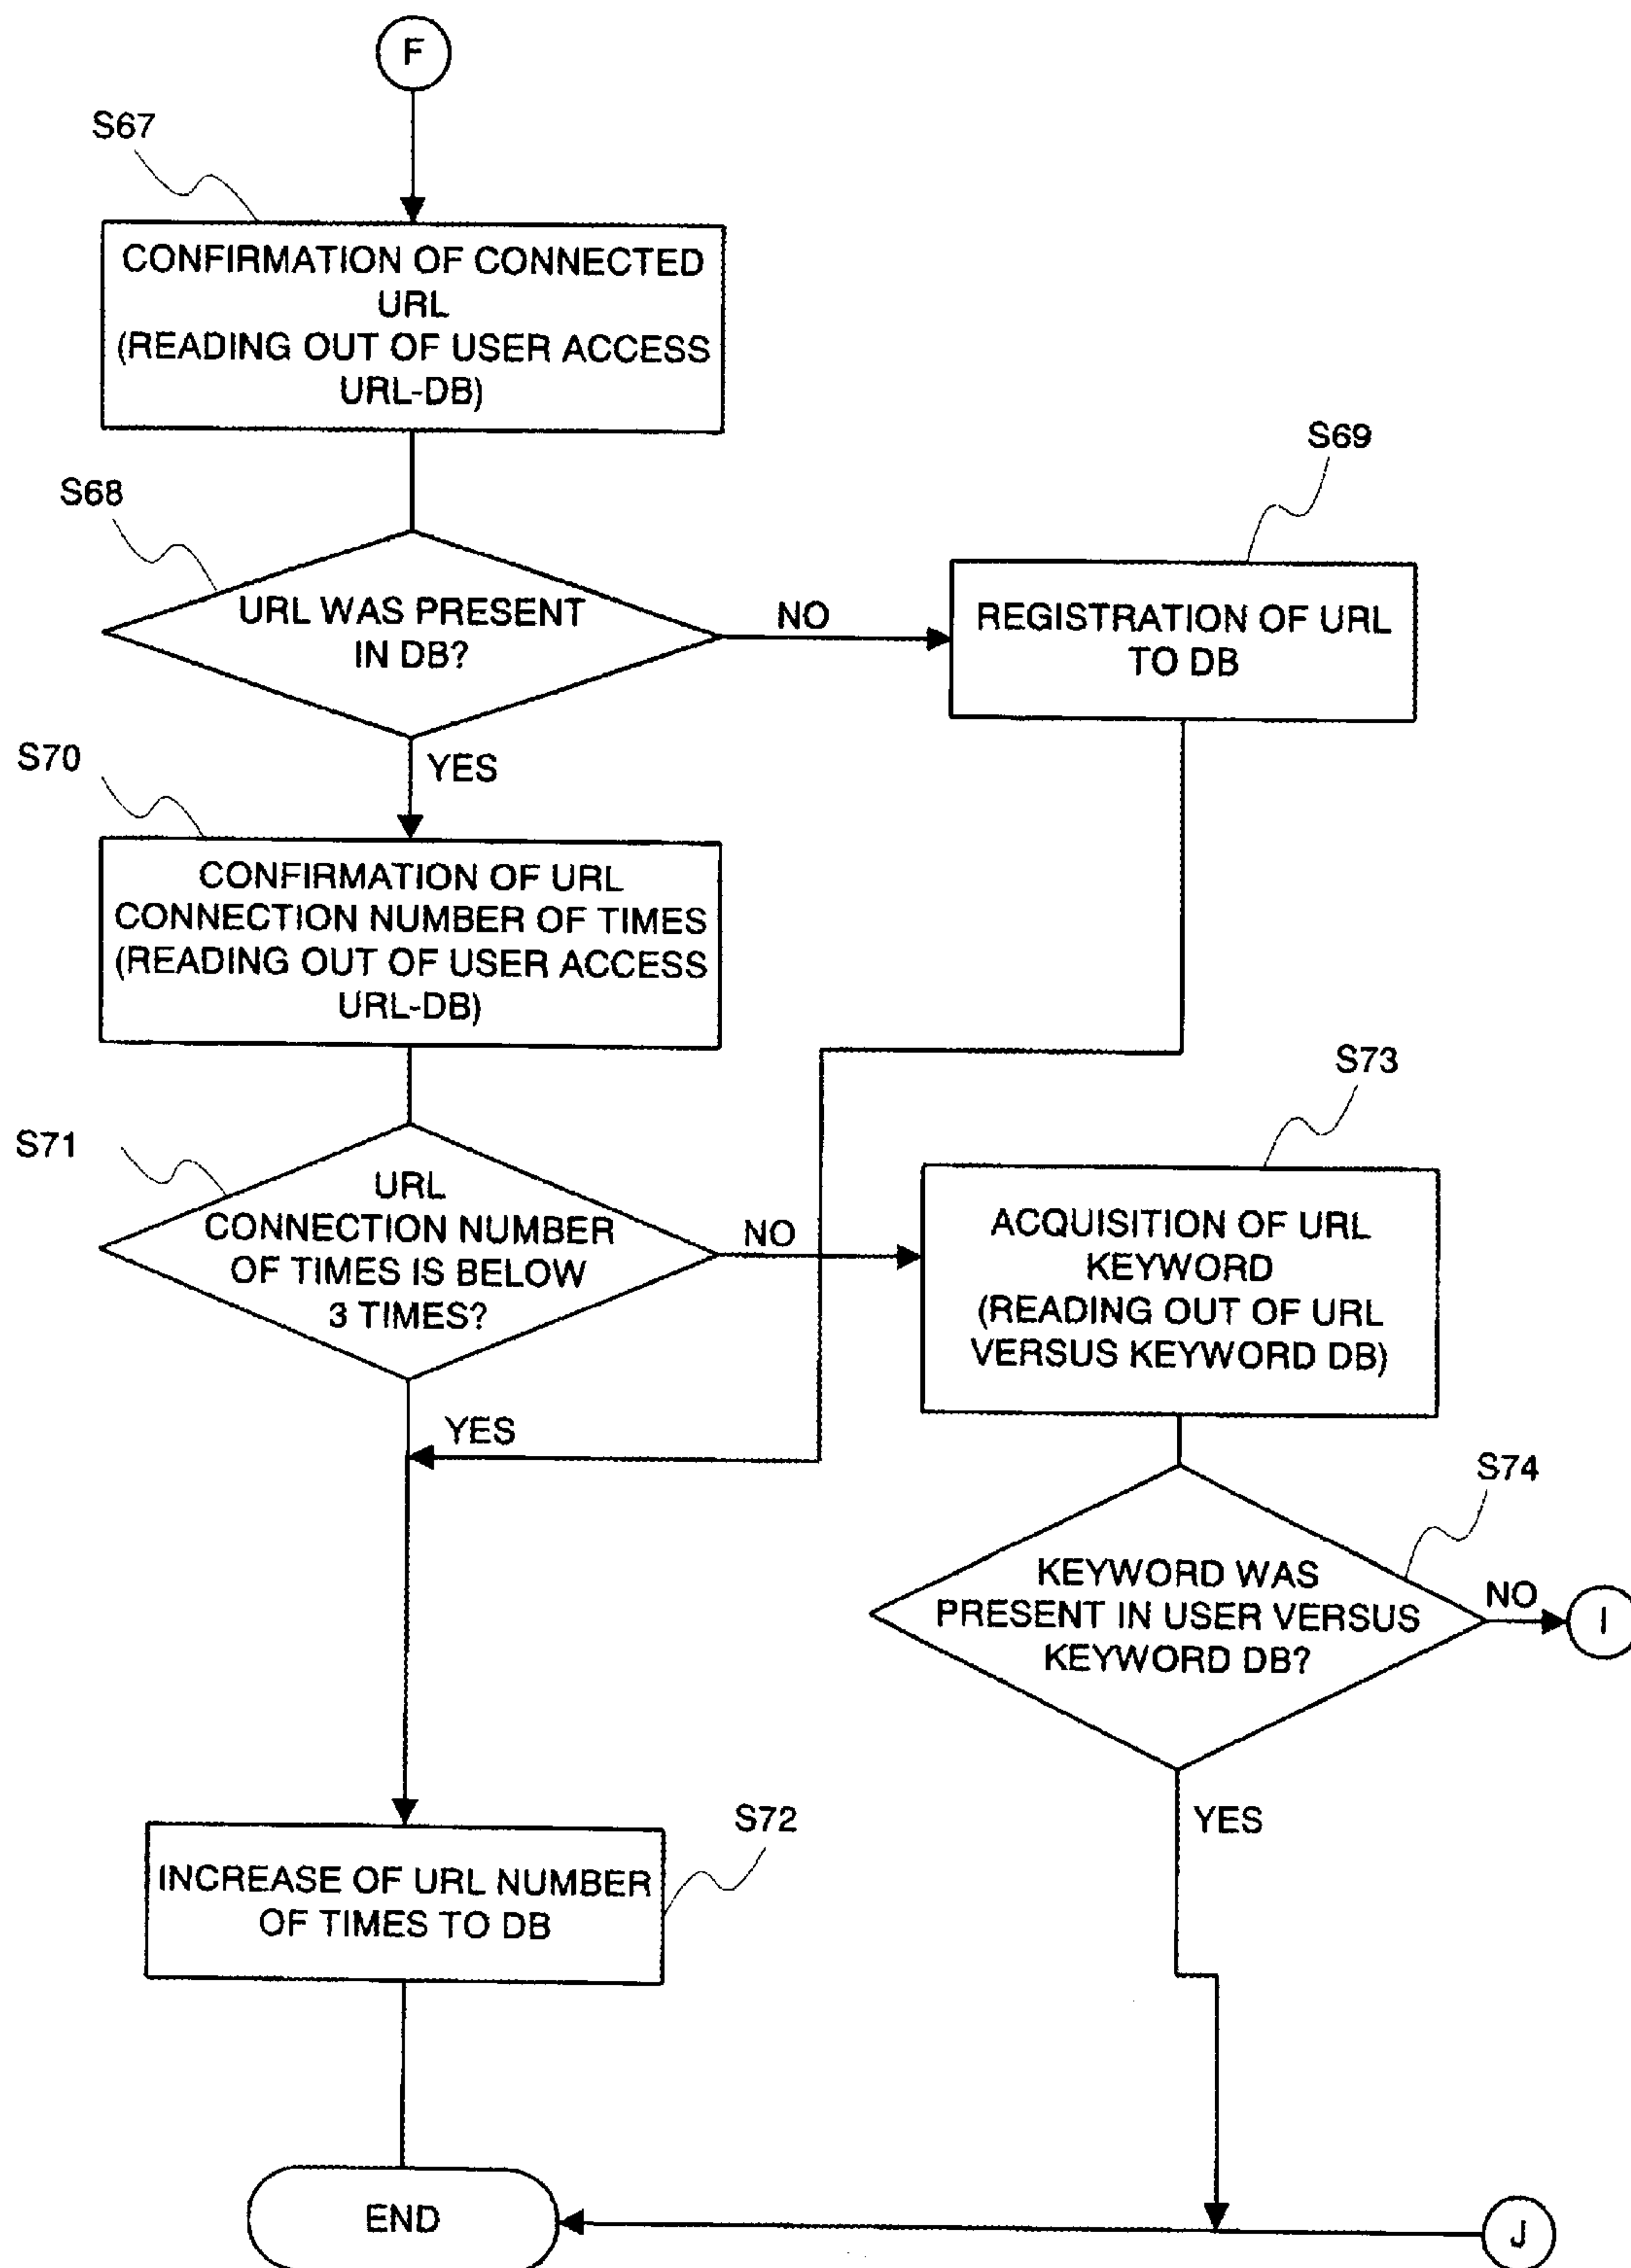 F
S67
CONFIRMATION OF CONNECTED
URL
(READING OUT OF USER ACCESS
URL-DB)
S68
URL WAS PRESENT
IN DB?
NO
S69
REGISTRATION OF URL
TO DB
YES
S70
CONFIRMATION OF URL
CONNECTION NUMBER OF TIMES
(READING OUT OF USER ACCESS
URL-DB)
S71
URL
CONNECTION NUMBER
OF TIMES IS BELOW
3 TIMES?
NO
S73
ACQUISITION OF URL
KEYWORD
(READING OUT OF URL
VERSUS KEYWORD DB)
YES
S74
KEYWORD WAS
PRESENT IN USER VERSUS
KEYWORD DB?
NO
I
YES
S72
INCREASE OF URL NUMBER
OF TIMES TO DB
END
J